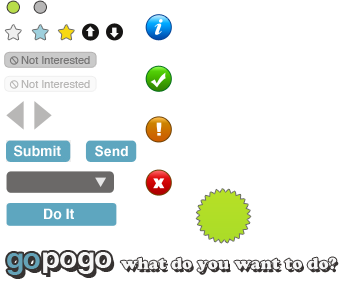 Not Interested
Not Interested
Submit Send
Do It
gopogo what do you want to do?